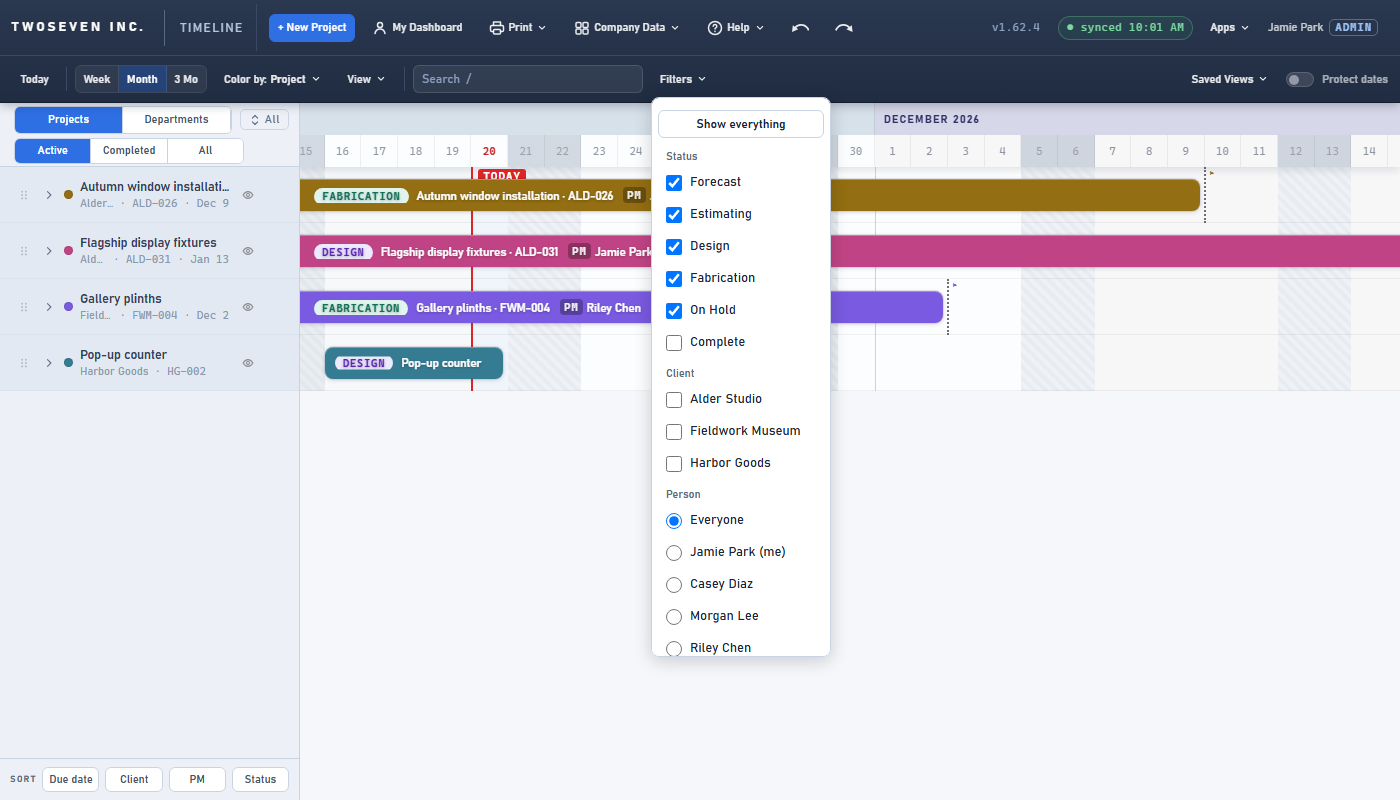 TWOSEVEN INC. TIMELINE + New Project My Dashboard Print Company Data Help v1.62.4 synced 10:01 AM Apps Jamie Park ADMIN
Today Week Month 3 Mo Color by: Project View Search / Filters Saved Views Protect dates
Projects Departments All
DECEMBER 2026
Active Completed All
15 16 17 18 19 20 21 22 23 24 30 1 2 3 4 5 6 7 8 9 10 11 12 13 14
TODAY
Autumn window installati…
Alder… · ALD-026 · Dec 9
FABRICATION Autumn window installation · ALD-026 PM
Flagship display fixtures
Ald… · ALD-031 · Jan 13
DESIGN Flagship display fixtures · ALD-031 PM Jamie Park
Gallery plinths
Field… · FWM-004 · Dec 2
FABRICATION Gallery plinths · FWM-004 PM Riley Chen
Pop-up counter
Harbor Goods · HG-002
DESIGN Pop-up counter
Show everything
Status
Forecast
Estimating
Design
Fabrication
On Hold
Complete
Client
Alder Studio
Fieldwork Museum
Harbor Goods
Person
Everyone
Jamie Park (me)
Casey Diaz
Morgan Lee
Riley Chen
SORT Due date Client PM Status